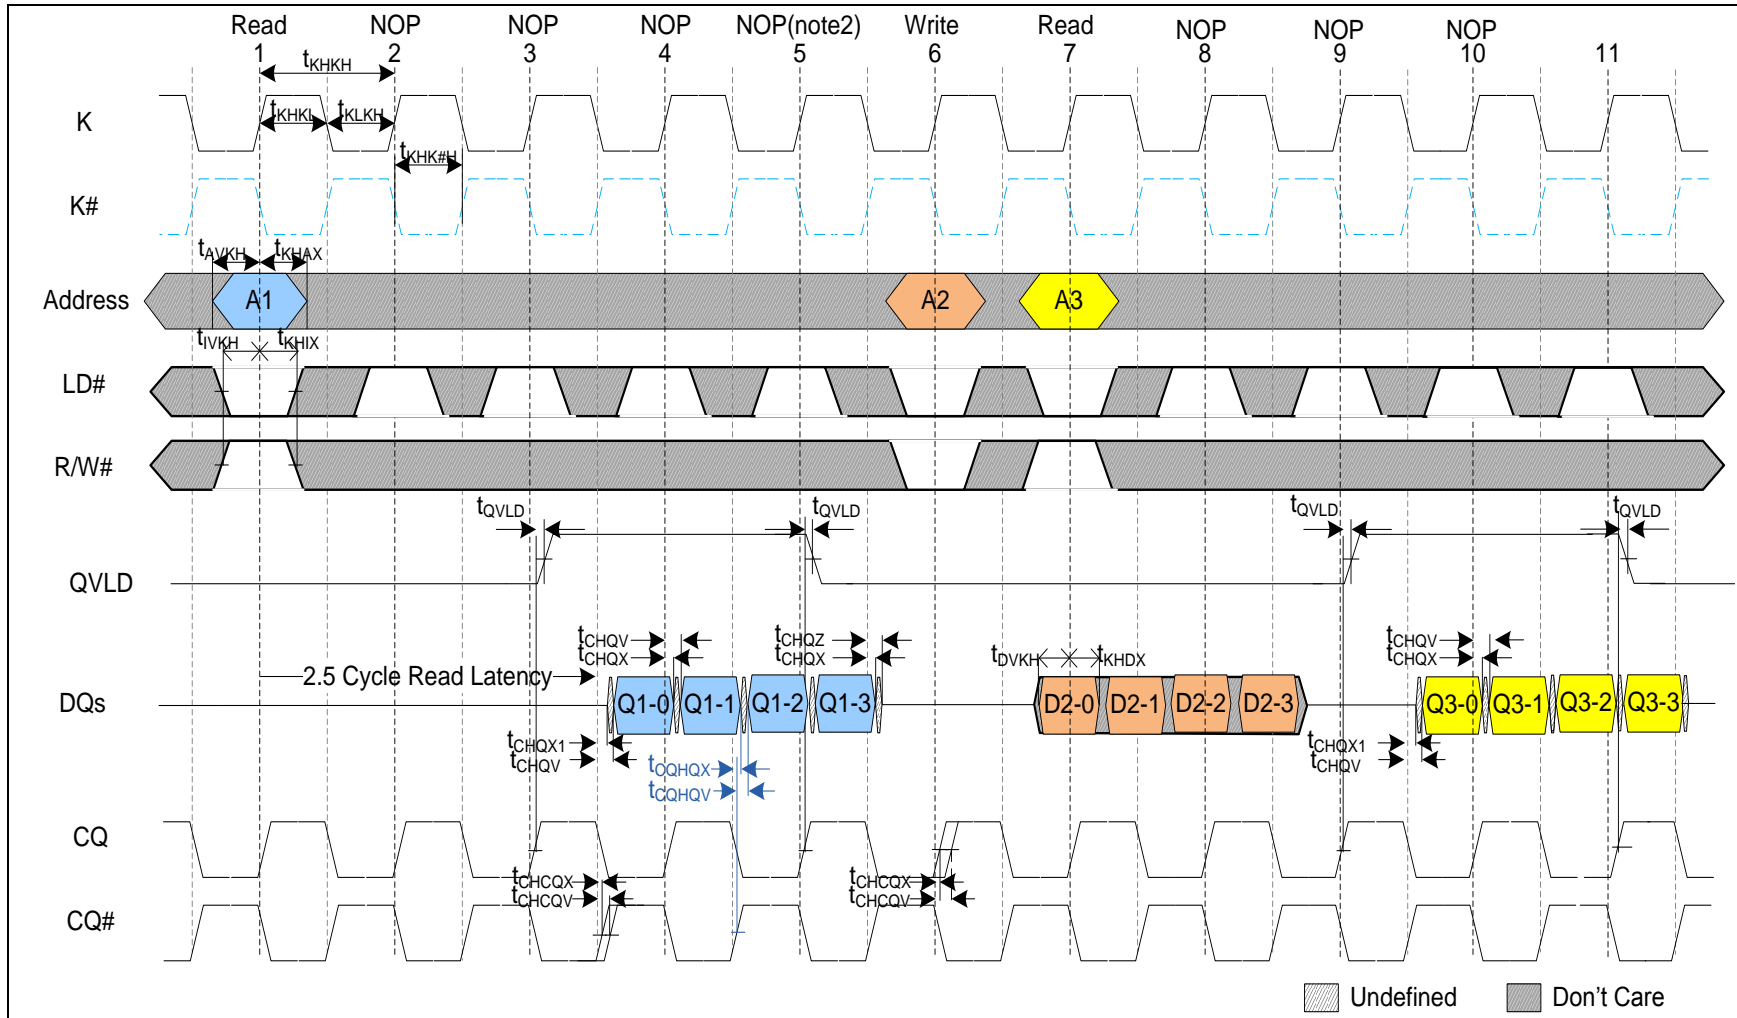 Read NOP NOP NOP NOP(note2) Write Read NOP NOP NOP
1 2 3 4 5 6 7 8 9 10 11
tKHKH
K
tKHKL tKLKH
tKHK#H
K#
tAVKH tKHAX
Address A1 A2 A3
tIVKH tKHIX
LD#
R/W#
tQVLD tQVLD tQVLD tQVLD
QVLD
tCHQV tCHQZ tCHQV
tCHQX tCHQX tDVKH tKHDX tCHQX
2.5 Cycle Read Latency
DQs Q1-0 Q1-1 Q1-2 Q1-3 D2-0 D2-1 D2-2 D2-3 Q3-0 Q3-1 Q3-2 Q3-3
tCHQX1 tCHQX1
tCHQV tCHQV
tCQHQX
tCQHQV
CQ
tCHCQX tCHCQX
tCHCQV tCHCQV
CQ#
Undefined Don't Care